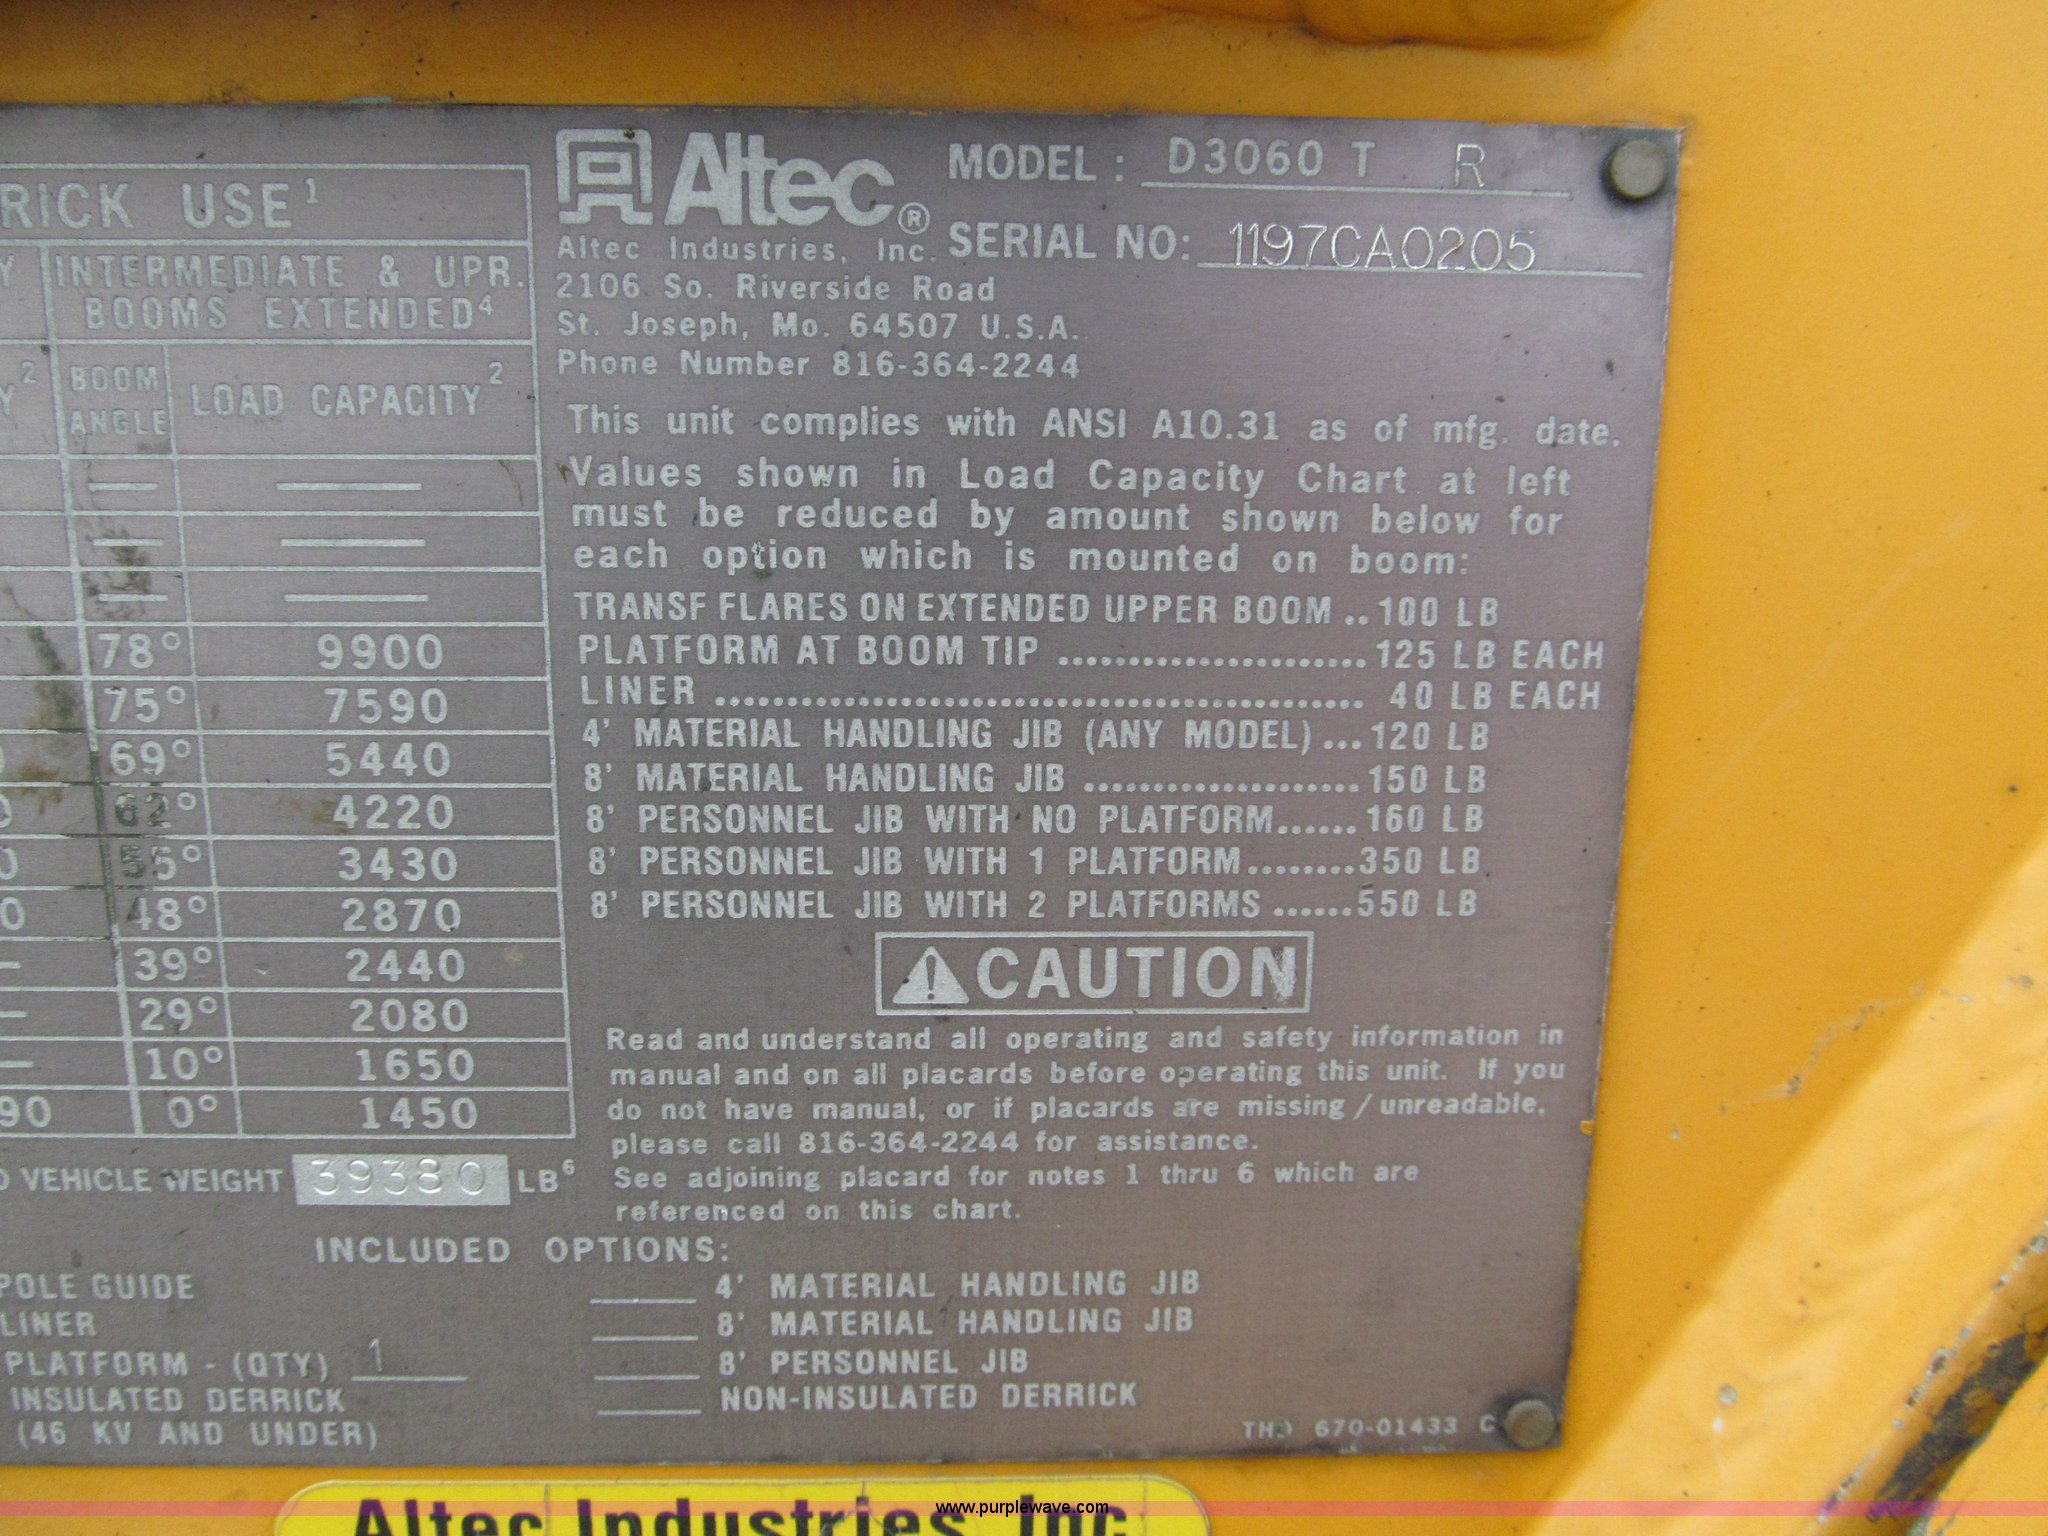 RICK USE¹
Y
INTERMEDIATE & UPR.
BOOMS EXTENDED⁴
Y²
BOOM
ANGLE
LOAD CAPACITY²
78° 9900
75° 7590
0 69° 5440
0 62° 4220
0 55° 3430
0 48° 2870
39° 2440
29° 2080
10° 1650
90 0° 1450
VEHICLE WEIGHT 39380 LB⁶
Altec®
MODEL: D3060 T R
Altec Industries, Inc.
SERIAL NO: 1197CA0205
2106 So. Riverside Road
St. Joseph, Mo. 64507 U.S.A.
Phone Number 816-364-2244
This unit complies with ANSI A10.31 as of mfg. date.
Values shown in Load Capacity Chart at left
must be reduced by amount shown below for
each option which is mounted on boom:
TRANSF FLARES ON EXTENDED UPPER BOOM .. 100 LB
PLATFORM AT BOOM TIP ...................... 125 LB EACH
LINER ............................................. 40 LB EACH
4' MATERIAL HANDLING JIB (ANY MODEL) ... 120 LB
8' MATERIAL HANDLING JIB .................... 150 LB
8' PERSONNEL JIB WITH NO PLATFORM...... 160 LB
8' PERSONNEL JIB WITH 1 PLATFORM........350 LB
8' PERSONNEL JIB WITH 2 PLATFORMS ......550 LB
CAUTION
Read and understand all operating and safety information in
manual and on all placards before operating this unit. If you
do not have manual, or if placards are missing/unreadable,
please call 816-364-2244 for assistance.
See adjoining placard for notes 1 thru 6 which are
referenced on this chart.
INCLUDED OPTIONS:
POLE GUIDE
LINER
PLATFORM - (QTY) 1
INSULATED DERRICK
(46 KV AND UNDER)
4' MATERIAL HANDLING JIB
8' MATERIAL HANDLING JIB
8' PERSONNEL JIB
NON-INSULATED DERRICK
670-01433 C
Altec Industries, Inc
www.purplewave.com